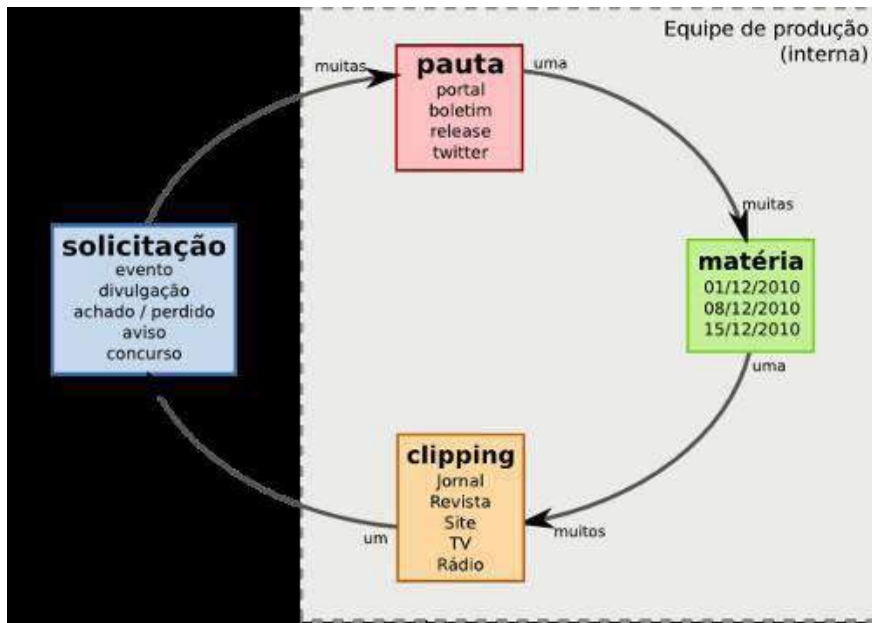 Equipe de produção
(interna)
muitas
pauta
portal
boletim
release
twitter
uma
muitas
solicitação
evento
divulgação
achado / perdido
aviso
concurso
matéria
01/12/2010
08/12/2010
15/12/2010
uma
clipping
Jornal
Revista
Site
TV
Rádio
muitos
um